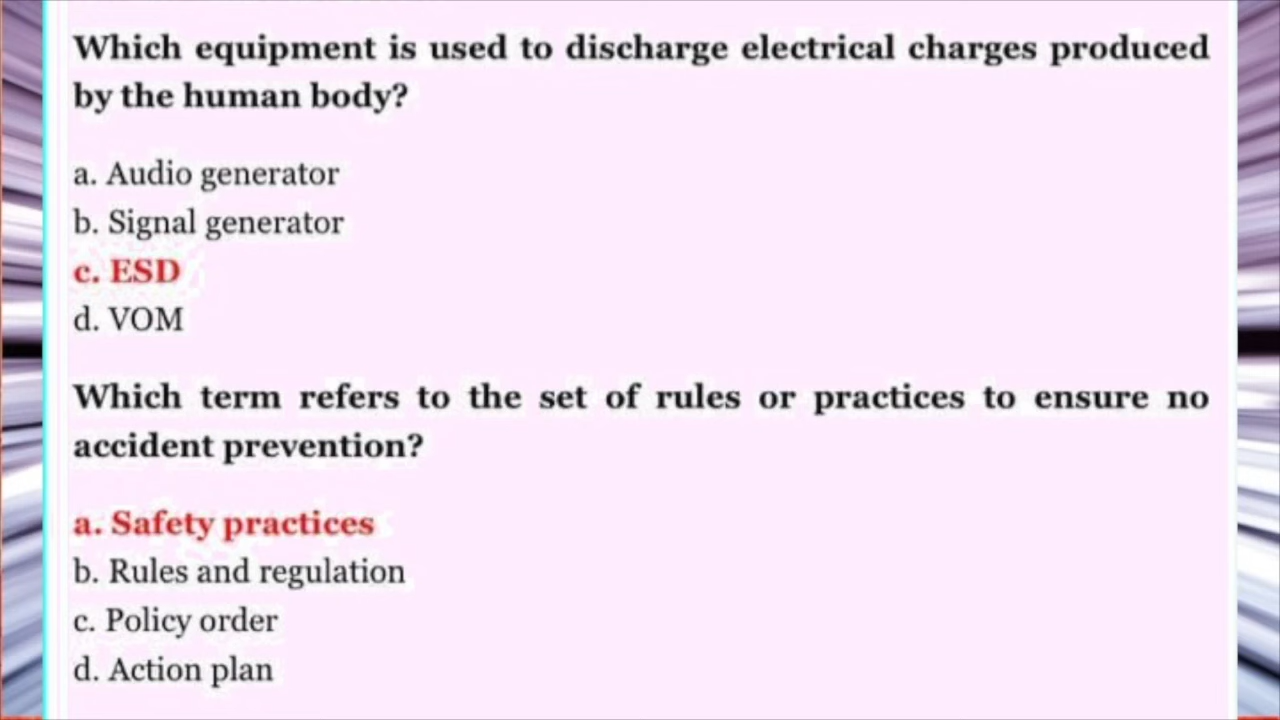 Which equipment is used to discharge electrical charges produced
by the human body?
a. Audio generator
b. Signal generator
c. ESD
d. VOM
Which term refers to the set of rules or practices to ensure no
accident prevention?
a. Safety practices
b. Rules and regulation
c. Policy order
d. Action plan